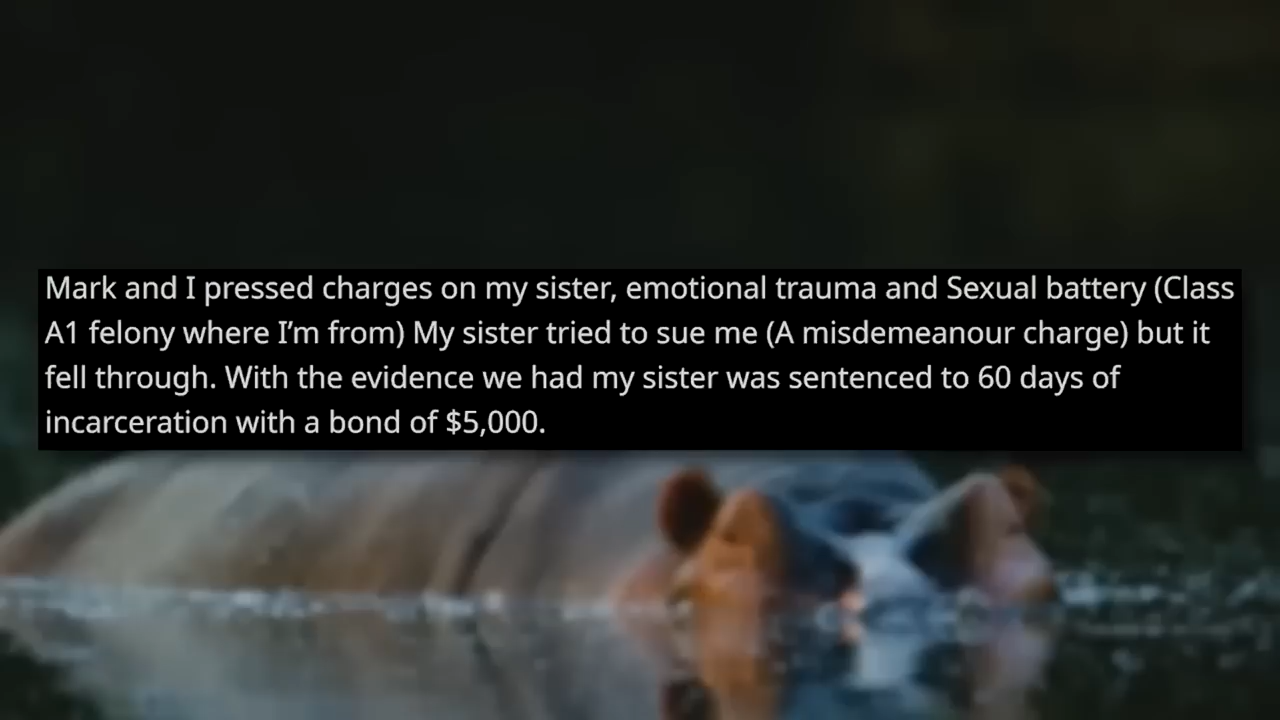 Mark and I pressed charges on my sister, emotional trauma and Sexual battery (Class
A1 felony where I’m from) My sister tried to sue me (A misdemeanour charge) but it
fell through. With the evidence we had my sister was sentenced to 60 days of
incarceration with a bond of $5,000.